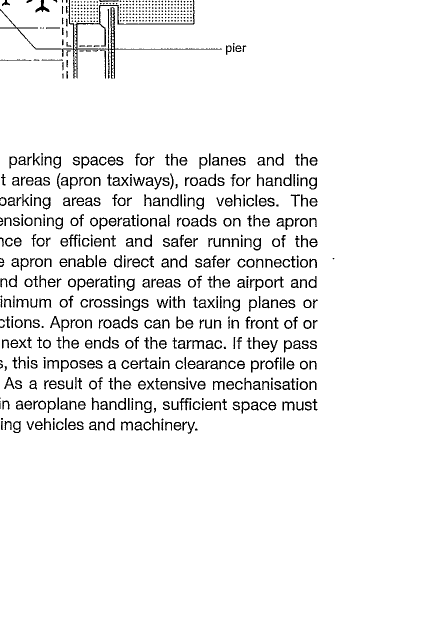 pier
parking spaces for the planes and the
t areas (apron taxiways), roads for handling
parking areas for handling vehicles. The
ensioning of operational roads on the apron
nce for efficient and safer running of the
e apron enable direct and safer connection
nd other operating areas of the airport and
inimum of crossings with taxiing planes or
ctions. Apron roads can be run in front of or
next to the ends of the tarmac. If they pass
s, this imposes a certain clearance profile on
As a result of the extensive mechanisation
in aeroplane handling, sufficient space must
ing vehicles and machinery.